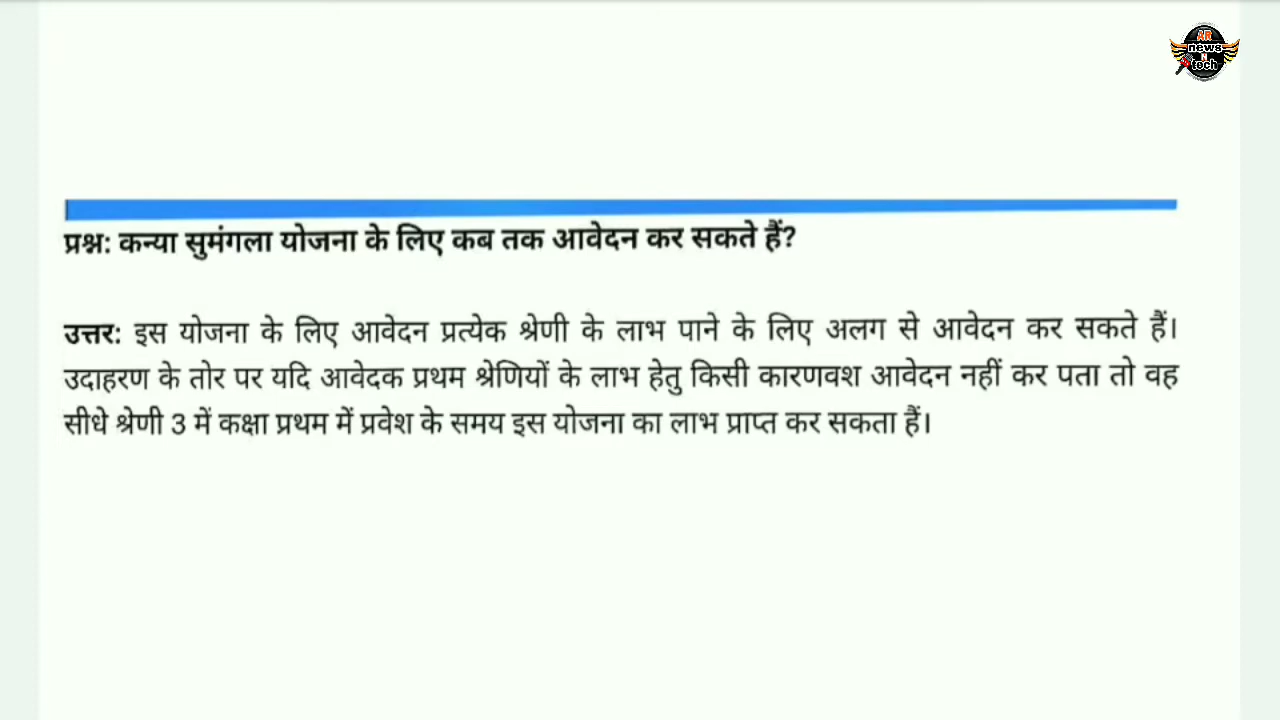 AR
news
N
tech
प्रश्न: कन्या सुमंगला योजना के लिए कब तक आवेदन कर सकते हैं?
उत्तर: इस योजना के लिए आवेदन प्रत्येक श्रेणी के लाभ पाने के लिए अलग से आवेदन कर सकते हैं।
उदाहरण के तोर पर यदि आवेदक प्रथम श्रेणियों के लाभ हेतु किसी कारणवश आवेदन नहीं कर पता तो वह
सीधे श्रेणी 3 में कक्षा प्रथम में प्रवेश के समय इस योजना का लाभ प्राप्त कर सकता हैं।